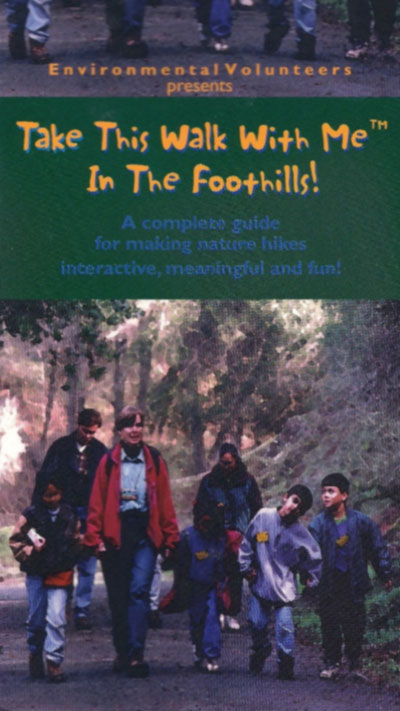 Environmental Volunteers
presents
Take This Walk With Me™
In The Foothills!
A complete guide
for making nature hikes
interactive, meaningful and fun!